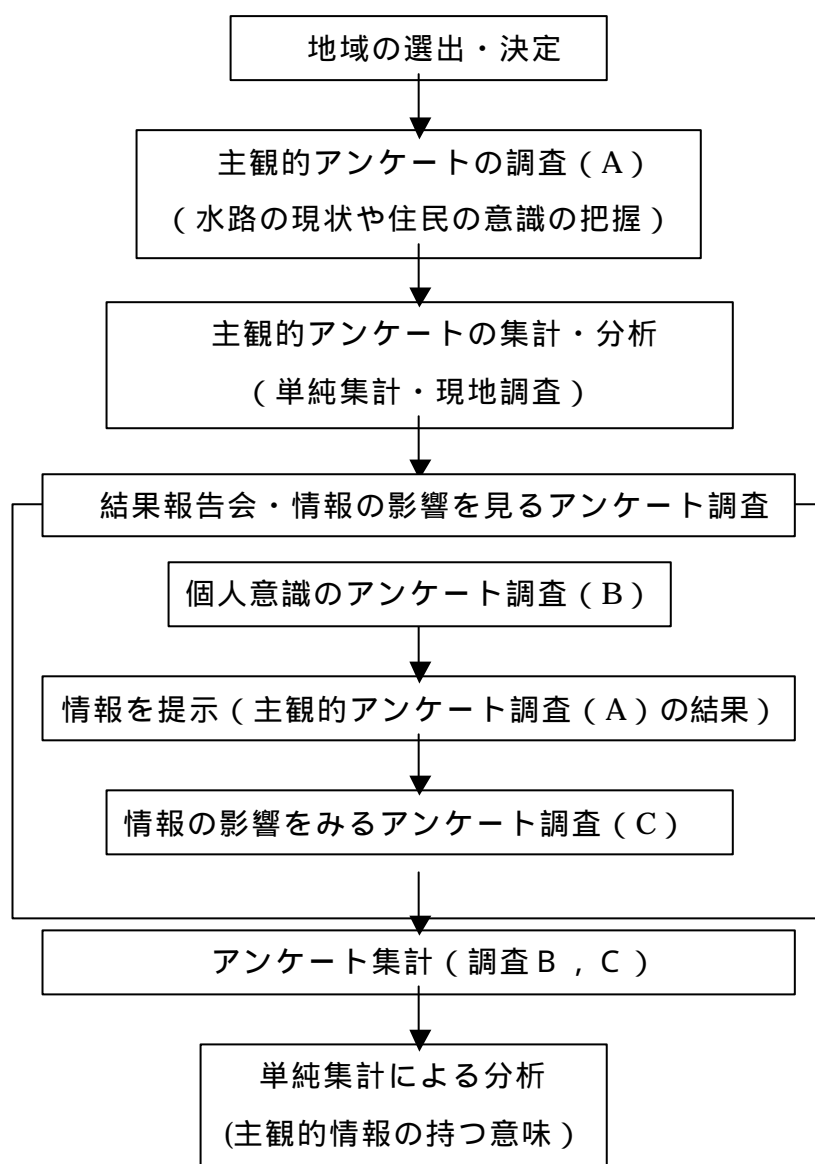 地域の選出・決定
主観的アンケートの調査（A）
（水路の現状や住民の意識の把握）
主観的アンケートの集計・分析
（単純集計・現地調査）
結果報告会・情報の影響を見るアンケート調査
個人意識のアンケート調査（B）
情報を提示（主観的アンケート調査（A）の結果）
情報の影響をみるアンケート調査（C）
アンケート集計（調査Ｂ，Ｃ）
単純集計による分析
(主観的情報の持つ意味）